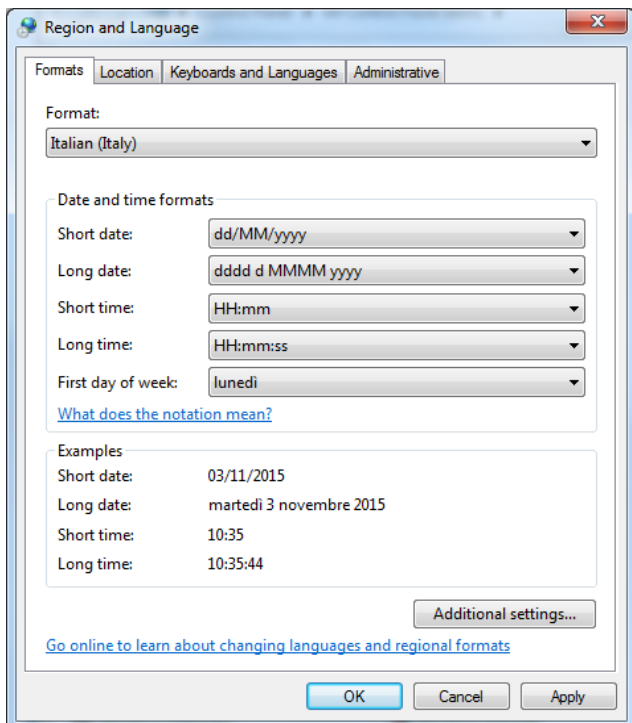 Region and Language
Formats Location Keyboards and Languages Administrative
Format:
Italian (Italy)
Date and time formats
Short date: dd/MM/yyyy
Long date: dddd d MMMM yyyy
Short time: HH:mm
Long time: HH:mm:ss
First day of week: lunedì
What does the notation mean?
Examples
Short date: 03/11/2015
Long date: martedì 3 novembre 2015
Short time: 10:35
Long time: 10:35:44
Additional settings...
Go online to learn about changing languages and regional formats
OK Cancel Apply